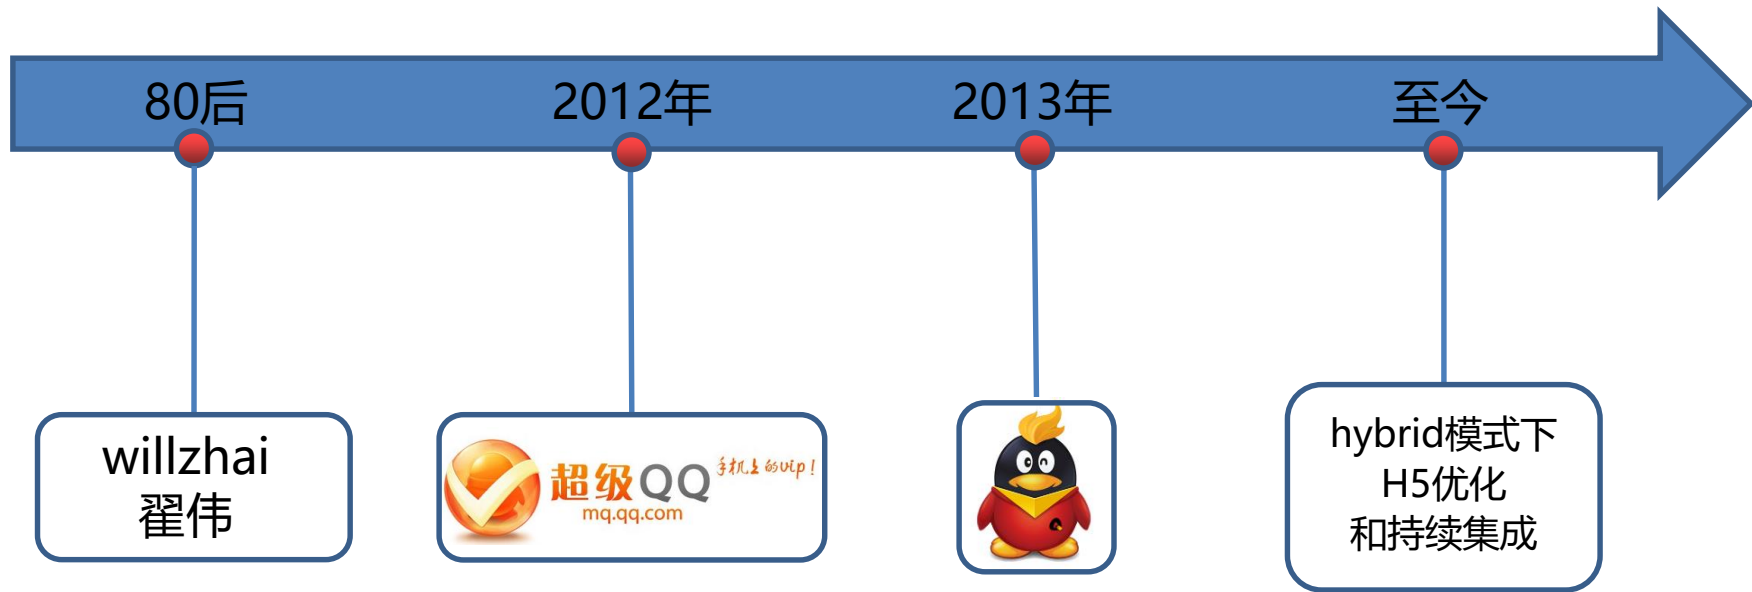 80后
2012年
2013年
至今
willzhai
翟伟
超级QQ
手机上的vip!
mq.qq.com
hybrid模式下
H5优化
和持续集成